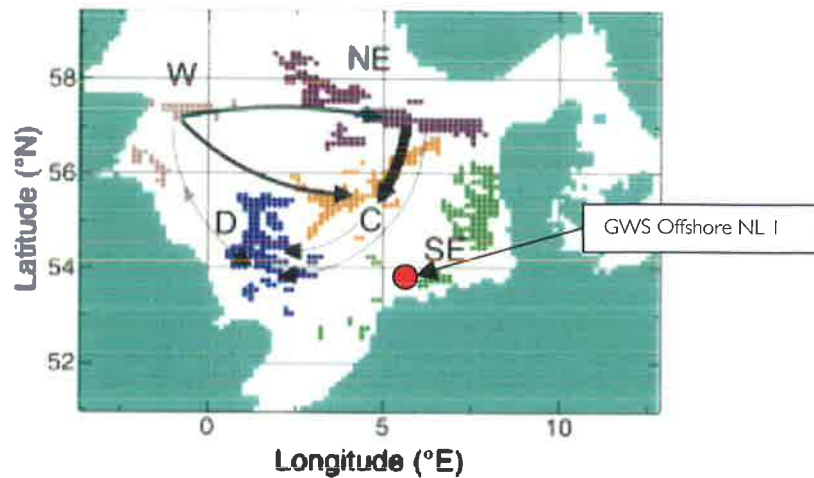 NE
W
58
56
54
52
D
C
SE
GWS Offshore NL 1
Latitude (°N)
0
5
10
Longitude (°E)